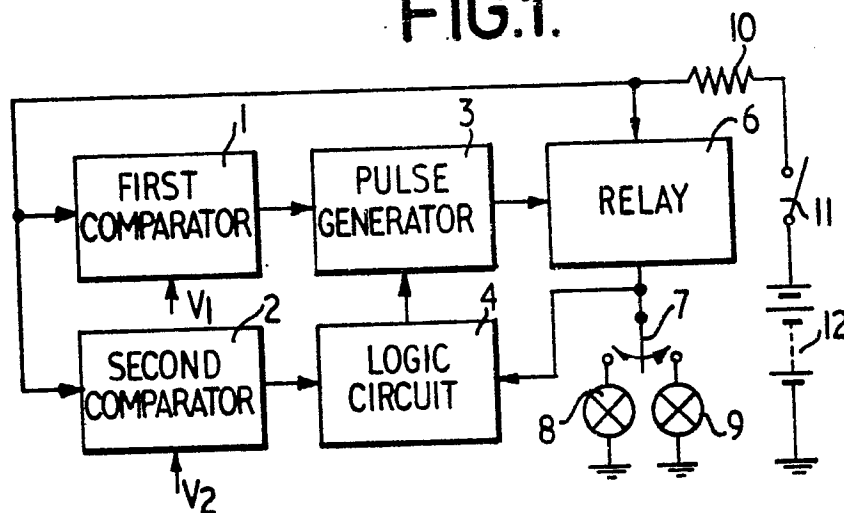 FIG.1.
10
1
3
6
FIRST
COMPARATOR
PULSE
GENERATOR
RELAY
11
V1
2
4
7
12
SECOND
COMPARATOR
LOGIC
CIRCUIT
8
9
V2